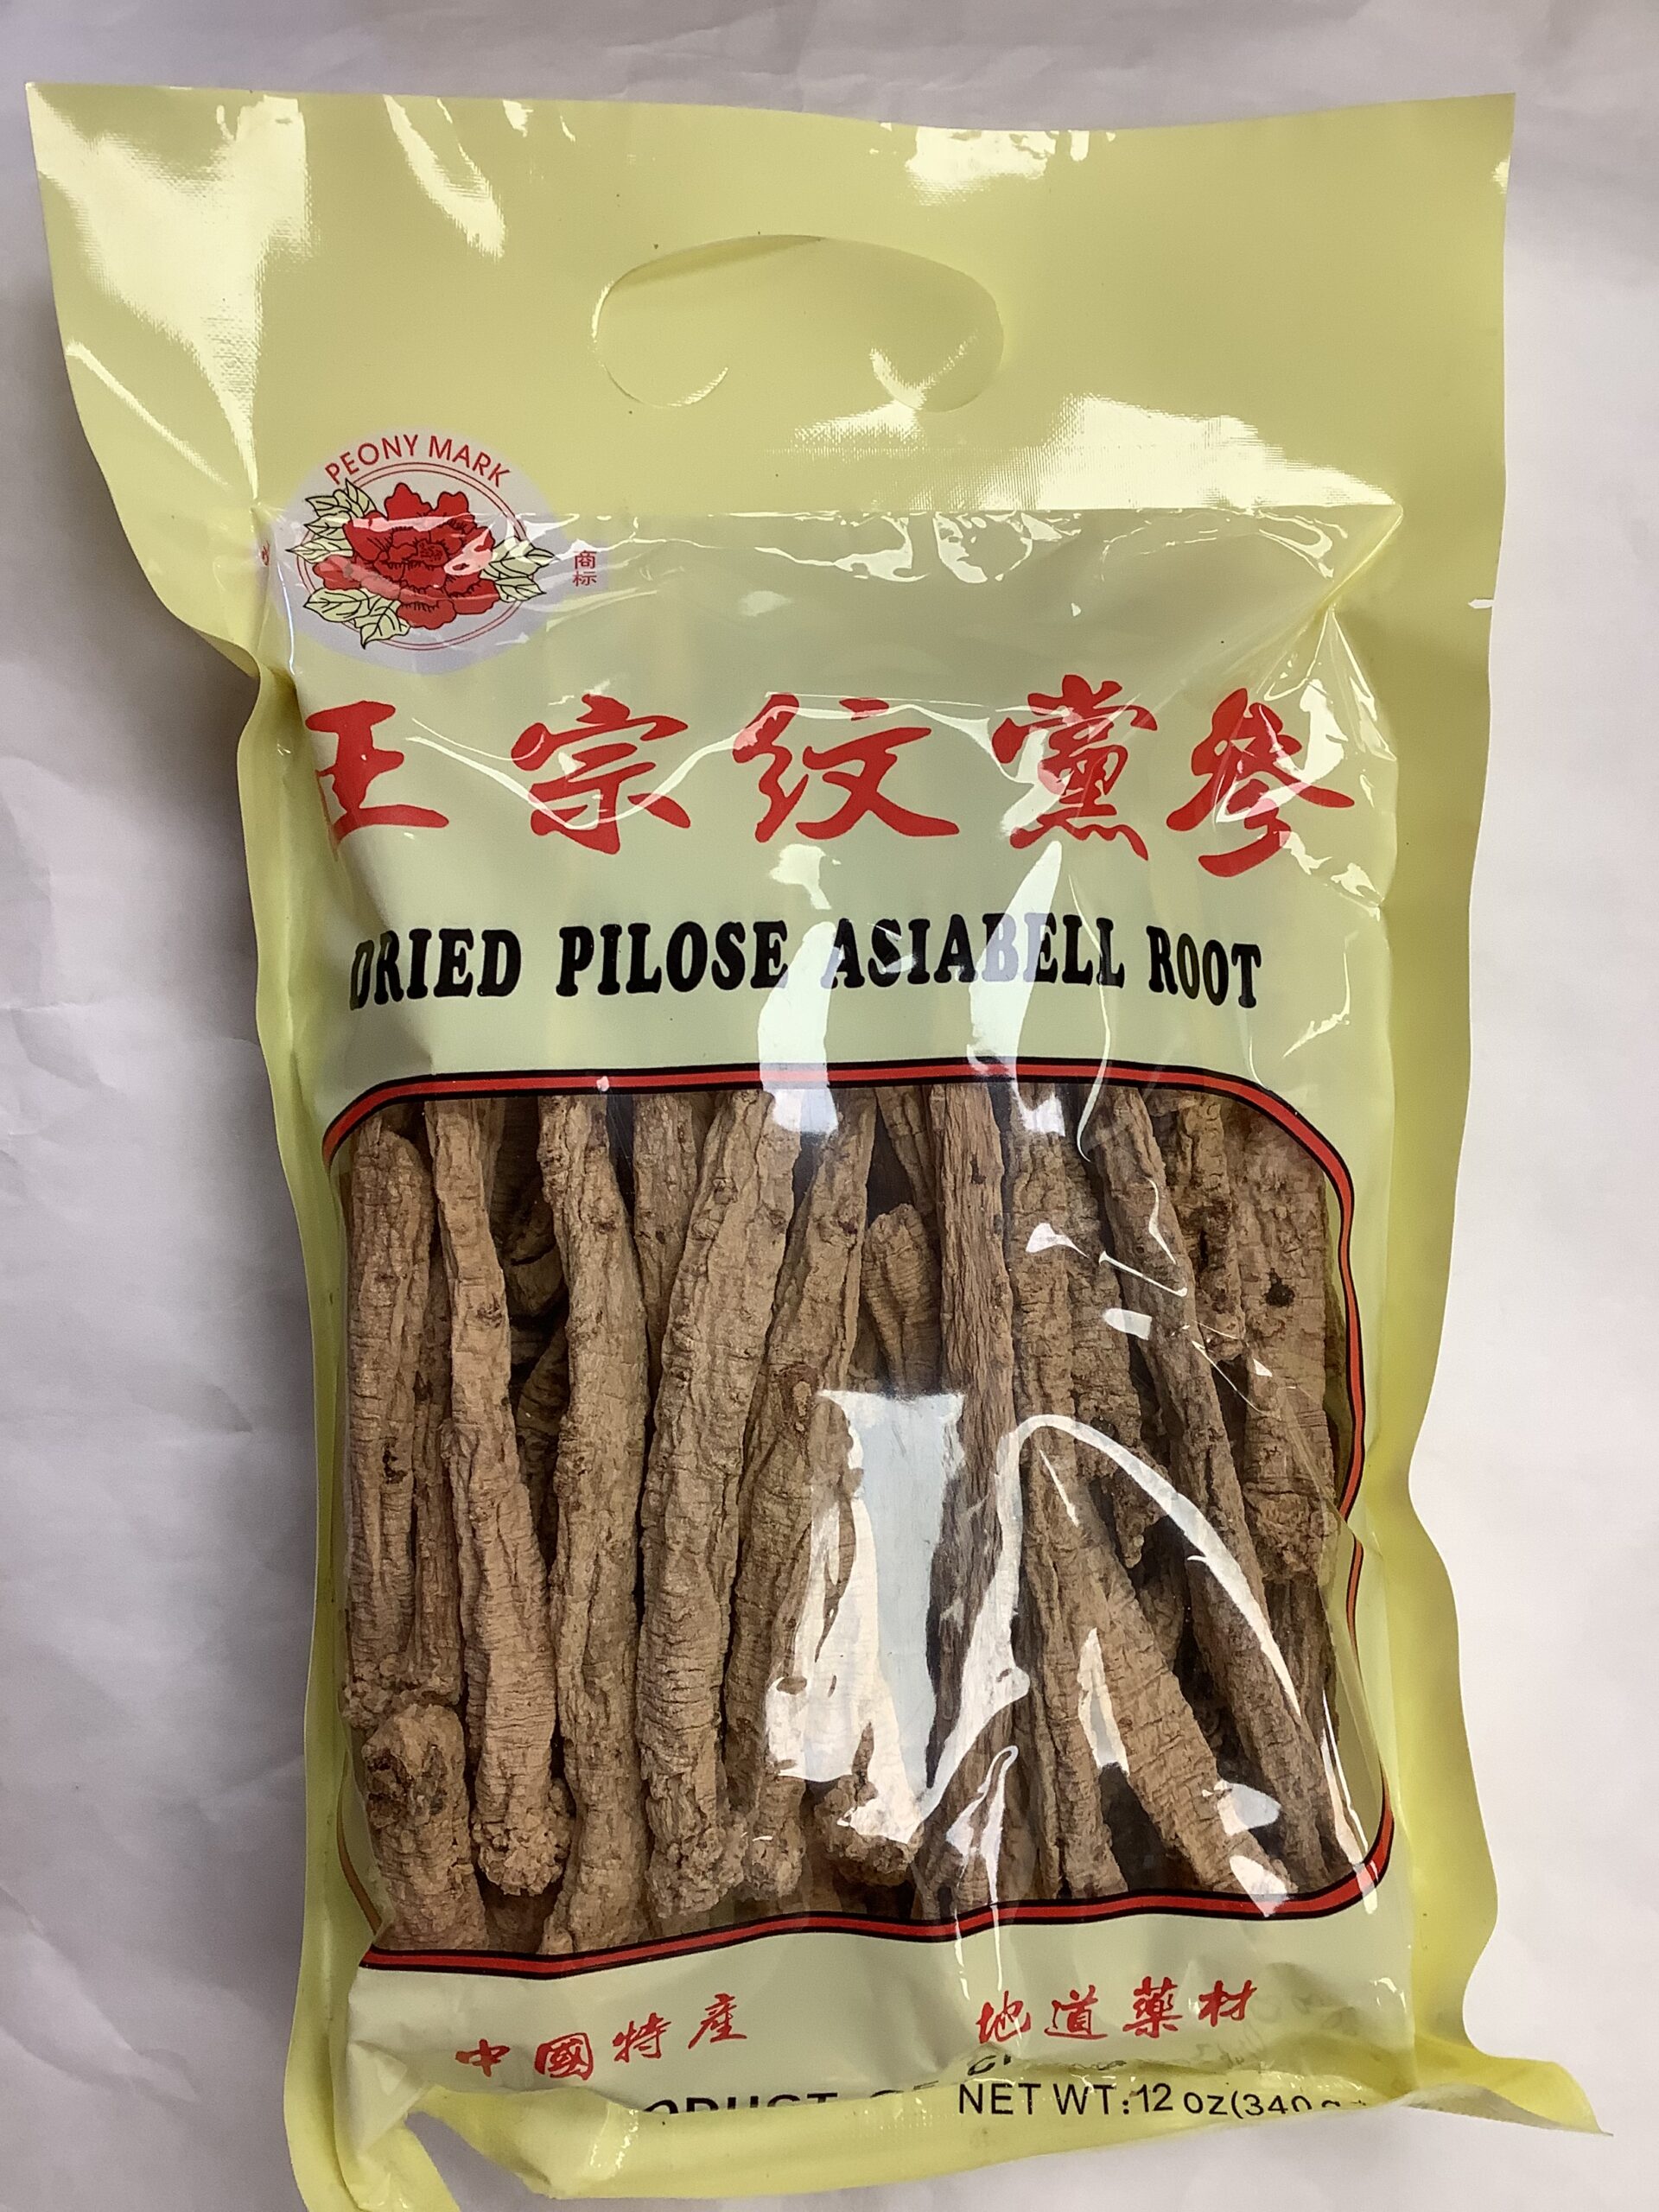 PEONY MARK
商标
正宗纹黨參
DRIED PILOSE ASIABELL ROOT
中國特產
地道藥材
NET WT:12 oz(340 g